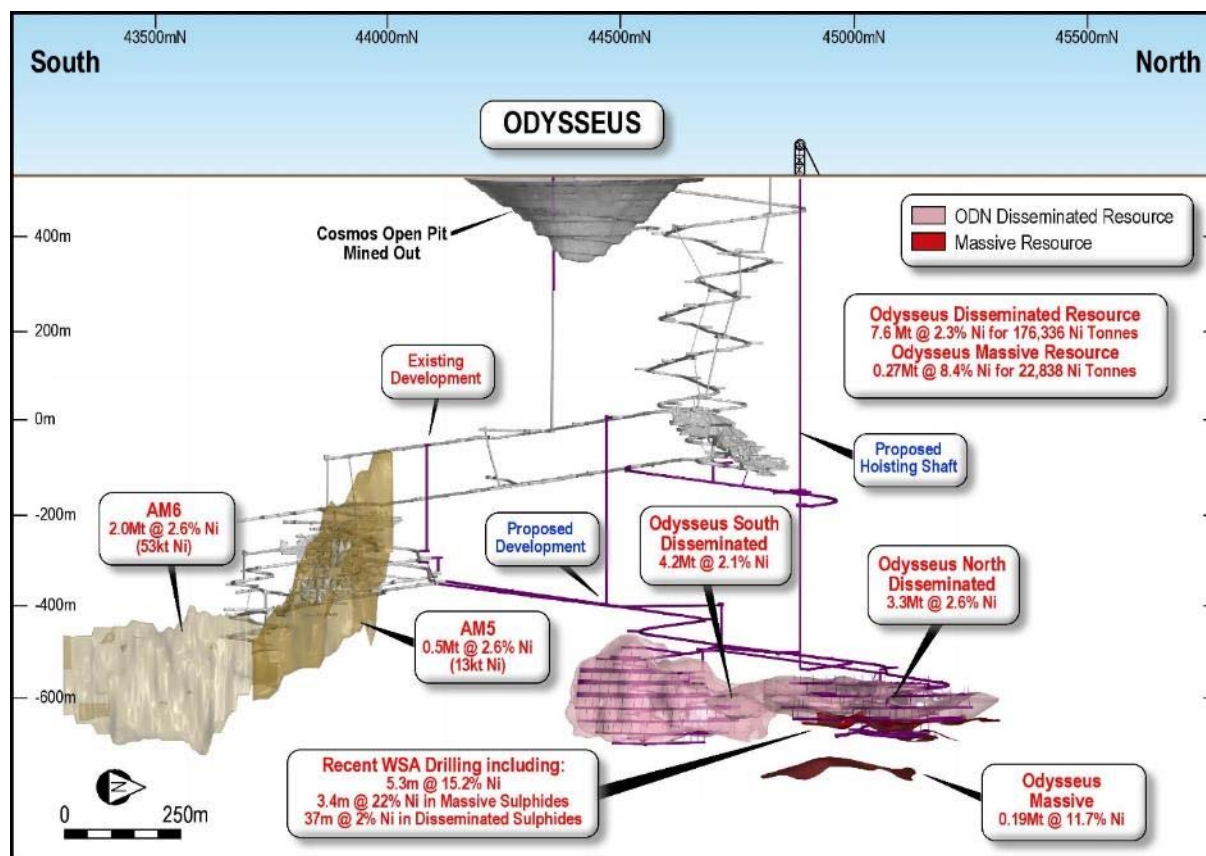 43500mN
44000mN
44500mN
45000mN
45500mN
South
North
ODYSSEUS
Cosmos Open Pit
Mined Out
ODN Disseminated Resource
Massive Resource
400m
200m
0m
-200m
-400m
-600m
Odysseus Disseminated Resource
7.6 Mt @ 2.3% Ni for 176,336 Ni Tonnes
Odysseus Massive Resource
0.27Mt @ 8.4% Ni for 22,838 Ni Tonnes
Existing
Development
Proposed
Hoisting Shaft
AM6
2.0Mt @ 2.6% Ni
(53kt Ni)
Proposed
Development
Odysseus South
Disseminated
4.2Mt @ 2.1% Ni
Odysseus North
Disseminated
3.3Mt @ 2.6% Ni
AM5
0.5Mt @ 2.6% Ni
(13kt Ni)
Recent WSA Drilling including:
5.3m @ 15.2% Ni
3.4m @ 22% Ni in Massive Sulphides
37m @ 2% Ni in Disseminated Sulphides
Odysseus
Massive
0.19Mt @ 11.7% Ni
N
0 250m